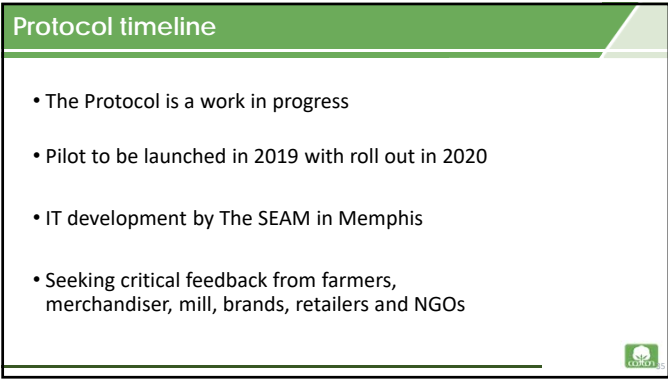 Protocol timeline
• The Protocol is a work in progress
• Pilot to be launched in 2019 with roll out in 2020
• IT development by The SEAM in Memphis
• Seeking critical feedback from farmers,
merchandiser, mill, brands, retailers and NGOs